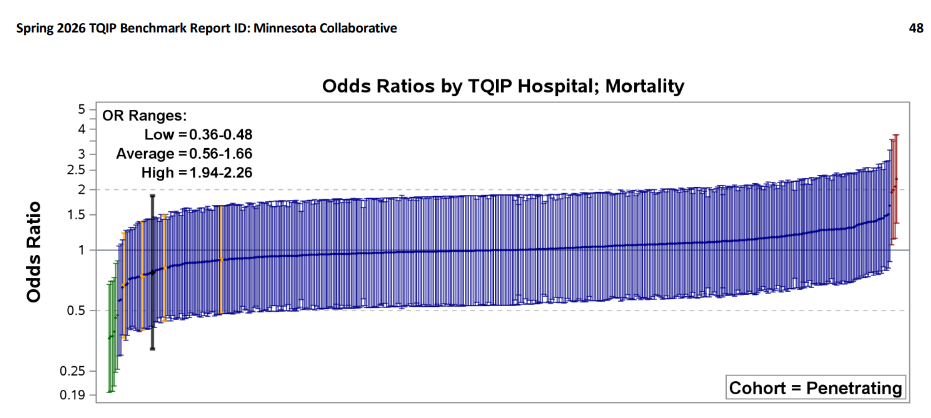 Spring 2026 TQIP Benchmark Report ID: Minnesota Collaborative 48
Odds Ratios by TQIP Hospital; Mortality
OR Ranges:
Low = 0.36-0.48
Average = 0.56-1.66
High = 1.94-2.26
Odds Ratio
5
4
3
2.5
2
1.5
1
0.5
0.25
0.19
Cohort = Penetrating